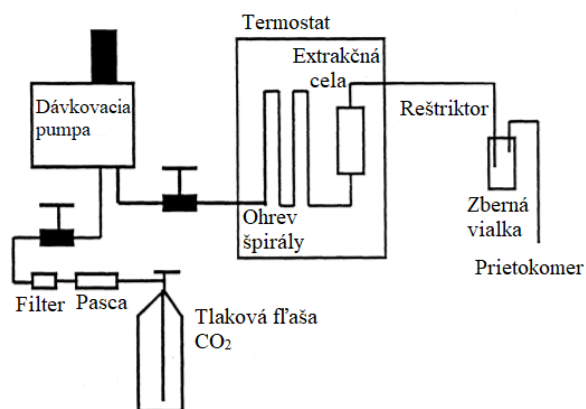 Termostat
Extrakčná
cela
Dávkovacia
pumpa
Reštriktor
Ohrev
špirály
Zberná
vialka
Prietokomer
Filter
Pasca
Tlaková fľaša
CO₂